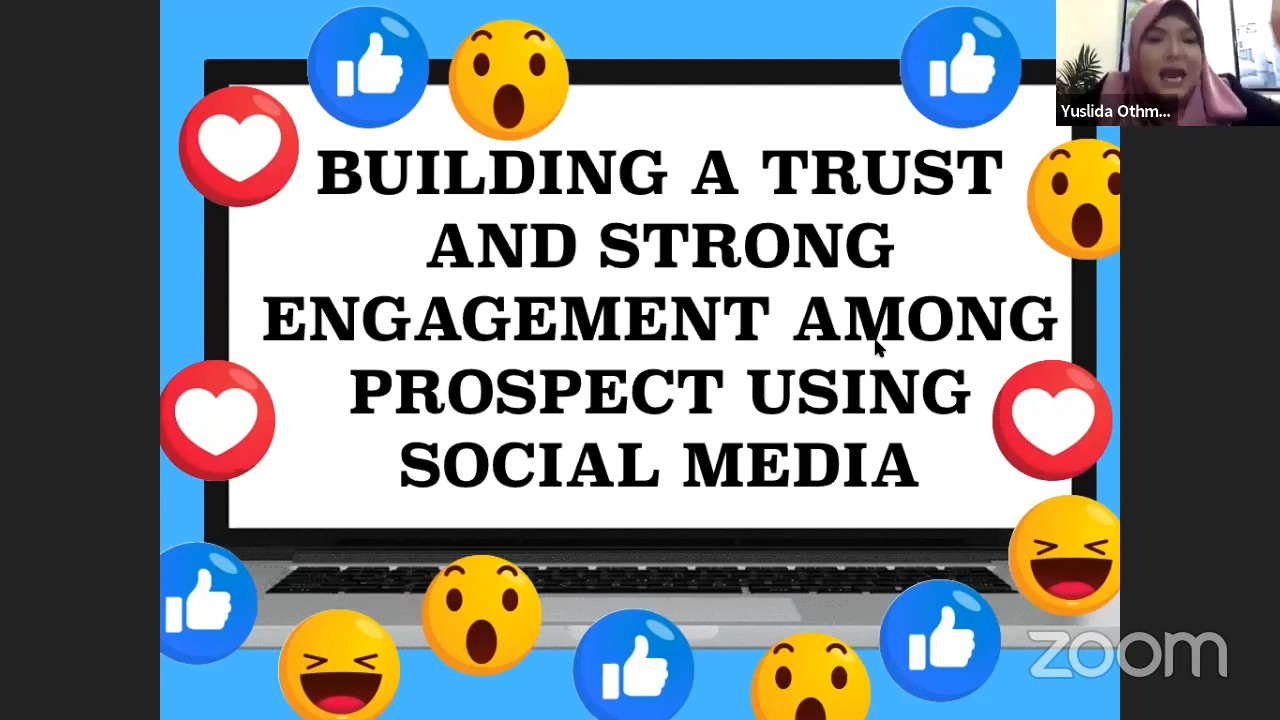 Yuslida Othm...
BUILDING A TRUST
AND STRONG
ENGAGEMENT AMONG
PROSPECT USING
SOCIAL MEDIA
zoom